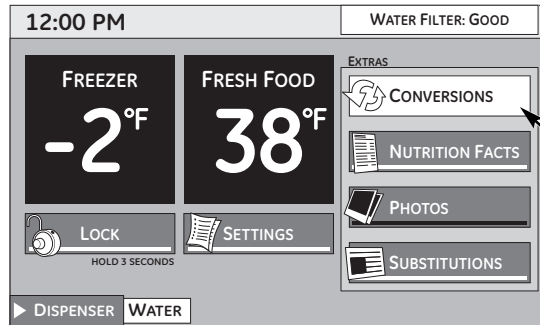 12:00 PM
WATER FILTER: GOOD
FREEZER
-2°F
FRESH FOOD
38°F
EXTRAS
CONVERSIONS
NUTRITION FACTS
PHOTOS
SUBSTITUTIONS
LOCK
HOLD 3 SECONDS
SETTINGS
DISPENSER WATER